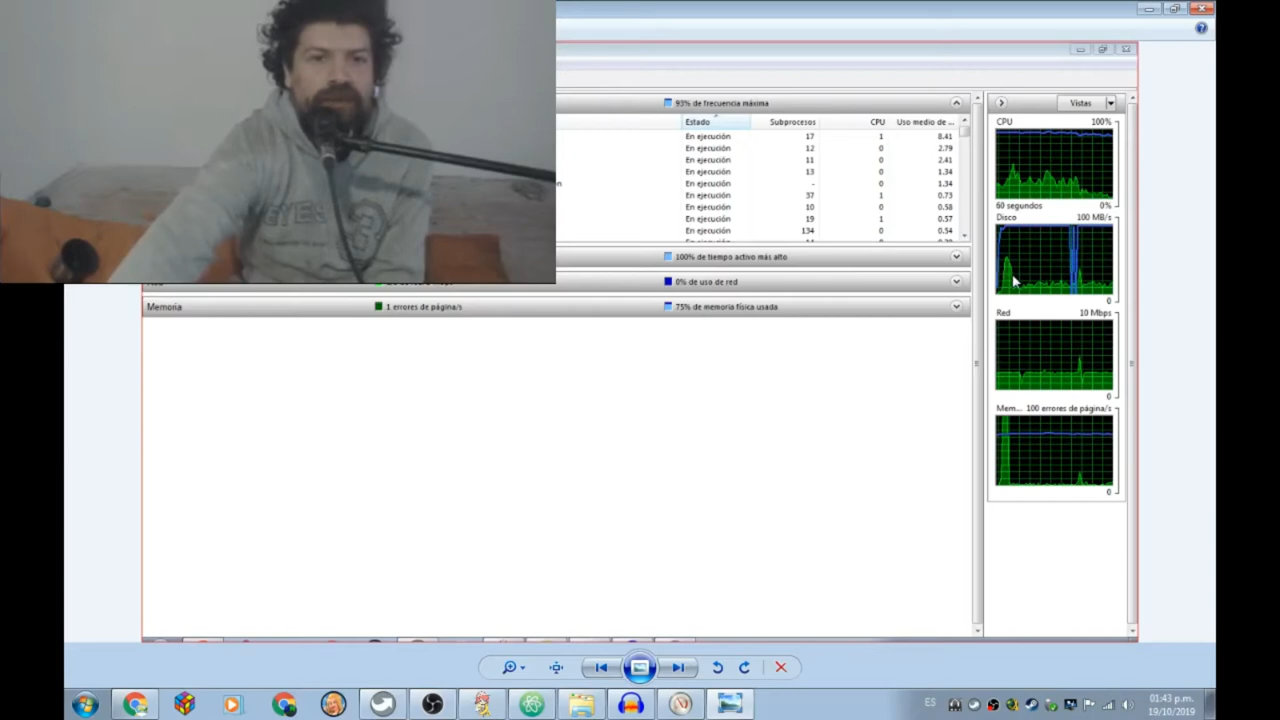 93% de frecuencia máxima
Vistas
Estado Subprocesos CPU Uso medio de ...
En ejecución 17 1 8.41
En ejecución 12 0 2.79
En ejecución 11 0 2.41
En ejecución 13 0 1.34
En ejecución - 0 1.34
En ejecución 37 1 0.73
En ejecución 10 0 0.58
En ejecución 19 1 0.57
En ejecución 134 0 0.54
100% de tiempo activo más alto
0% de uso de red
Memoria 1 errores de página/s 75% de memoria física usada
CPU 100%
60 segundos 0%
Disco 100 MB/s
0
Red 10 Mbps
0
Mem... 100 errores de página/s
0
ES
01:43 p.m.
19/10/2019